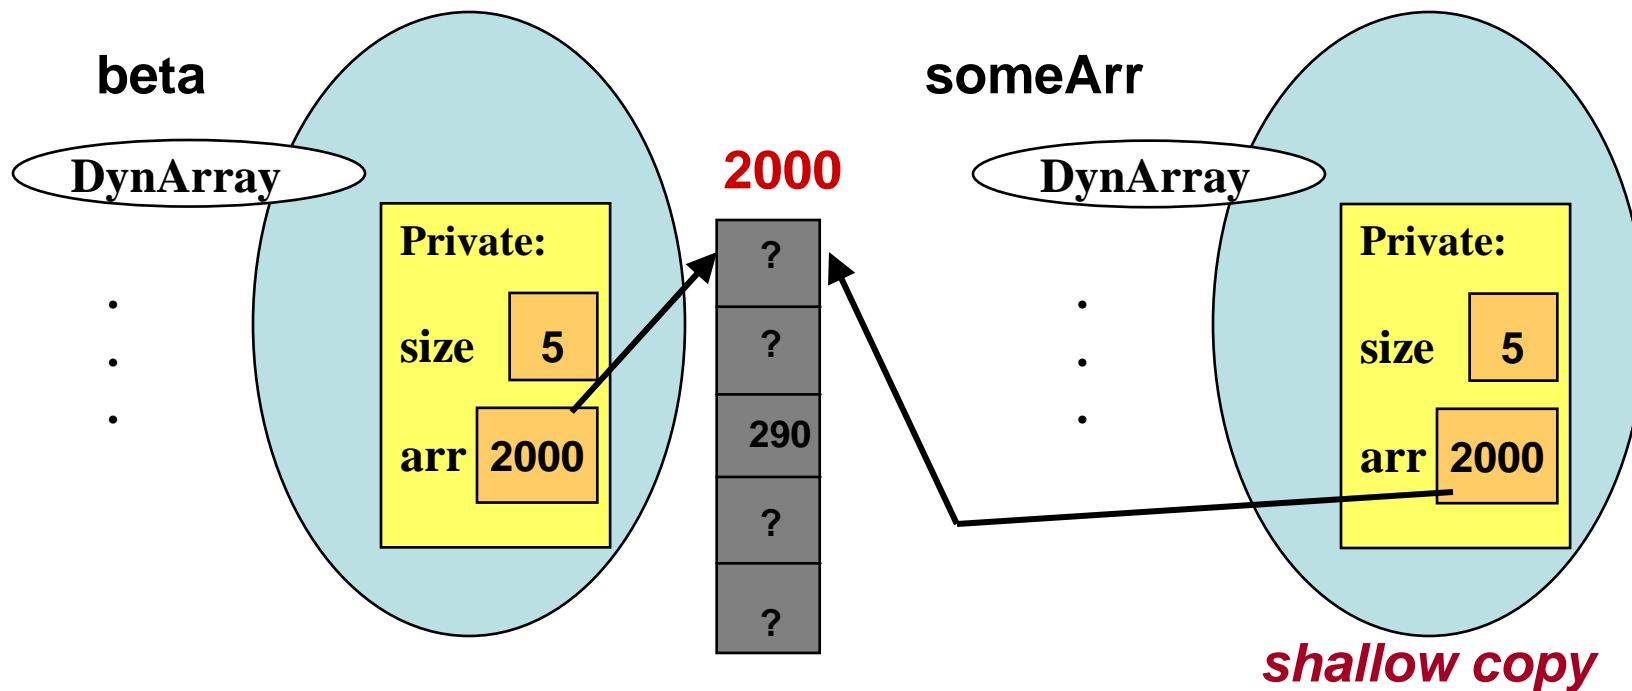 beta
DynArray
Private:
size 5
arr 2000
2000
?
?
290
?
?
someArr
DynArray
Private:
size 5
arr 2000
shallow copy